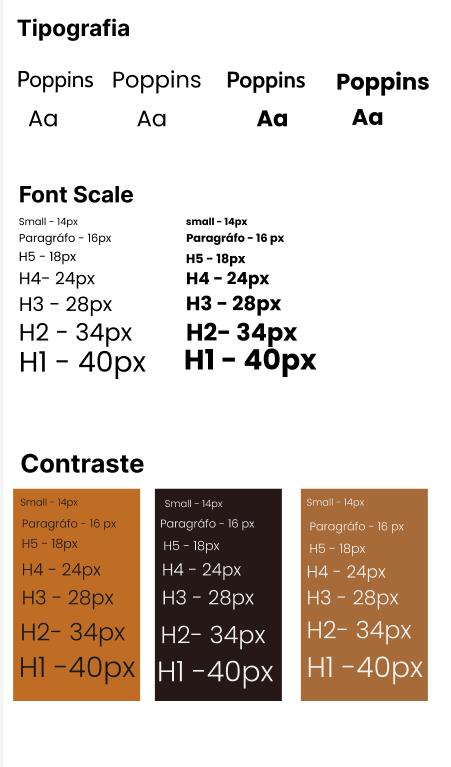 Tipografia
Poppins Poppins Poppins Poppins
Aa Aa Aa Aa
Font Scale
Small - 14px
Paragráfo - 16px
H5 - 18px
H4- 24px
H3 - 28px
H2 - 34px
H1 - 40px
small - 14px
Paragráfo - 16 px
H5 - 18px
H4 - 24px
H3 - 28px
H2- 34px
H1 - 40px
Contraste
Small - 14px
Paragráfo - 16 px
H5 - 18px
H4 - 24px
H3 - 28px
H2- 34px
H1 -40px
Small - 14px
Paragráfo - 16 px
H5 - 18px
H4 - 24px
H3 - 28px
H2- 34px
H1 -40px
Small - 14px
Paragráfo - 16 px
H5 - 18px
H4 - 24px
H3 - 28px
H2- 34px
H1 -40px